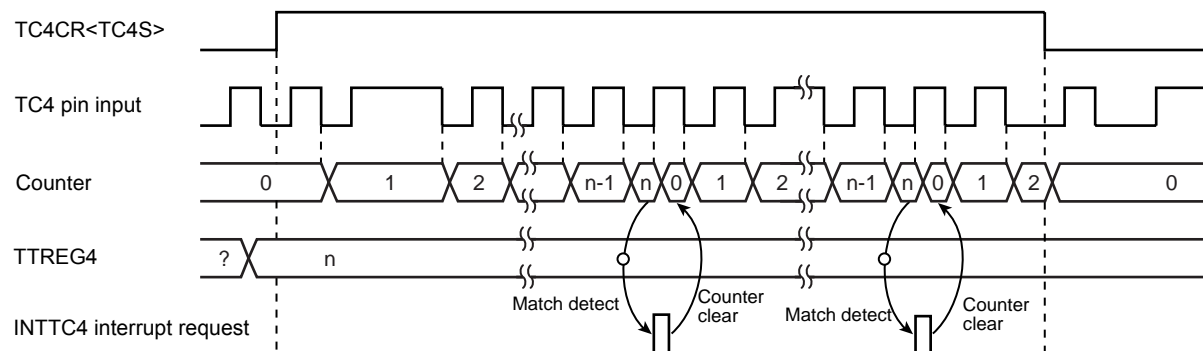 TC4CR<TC4S>
TC4 pin input
Counter 0 1 2 n-1 n 0 1 2 n-1 n 0 1 2 0
TTREG4 ? n
Match detect Counter clear Match detect Counter clear
INTTC4 interrupt request